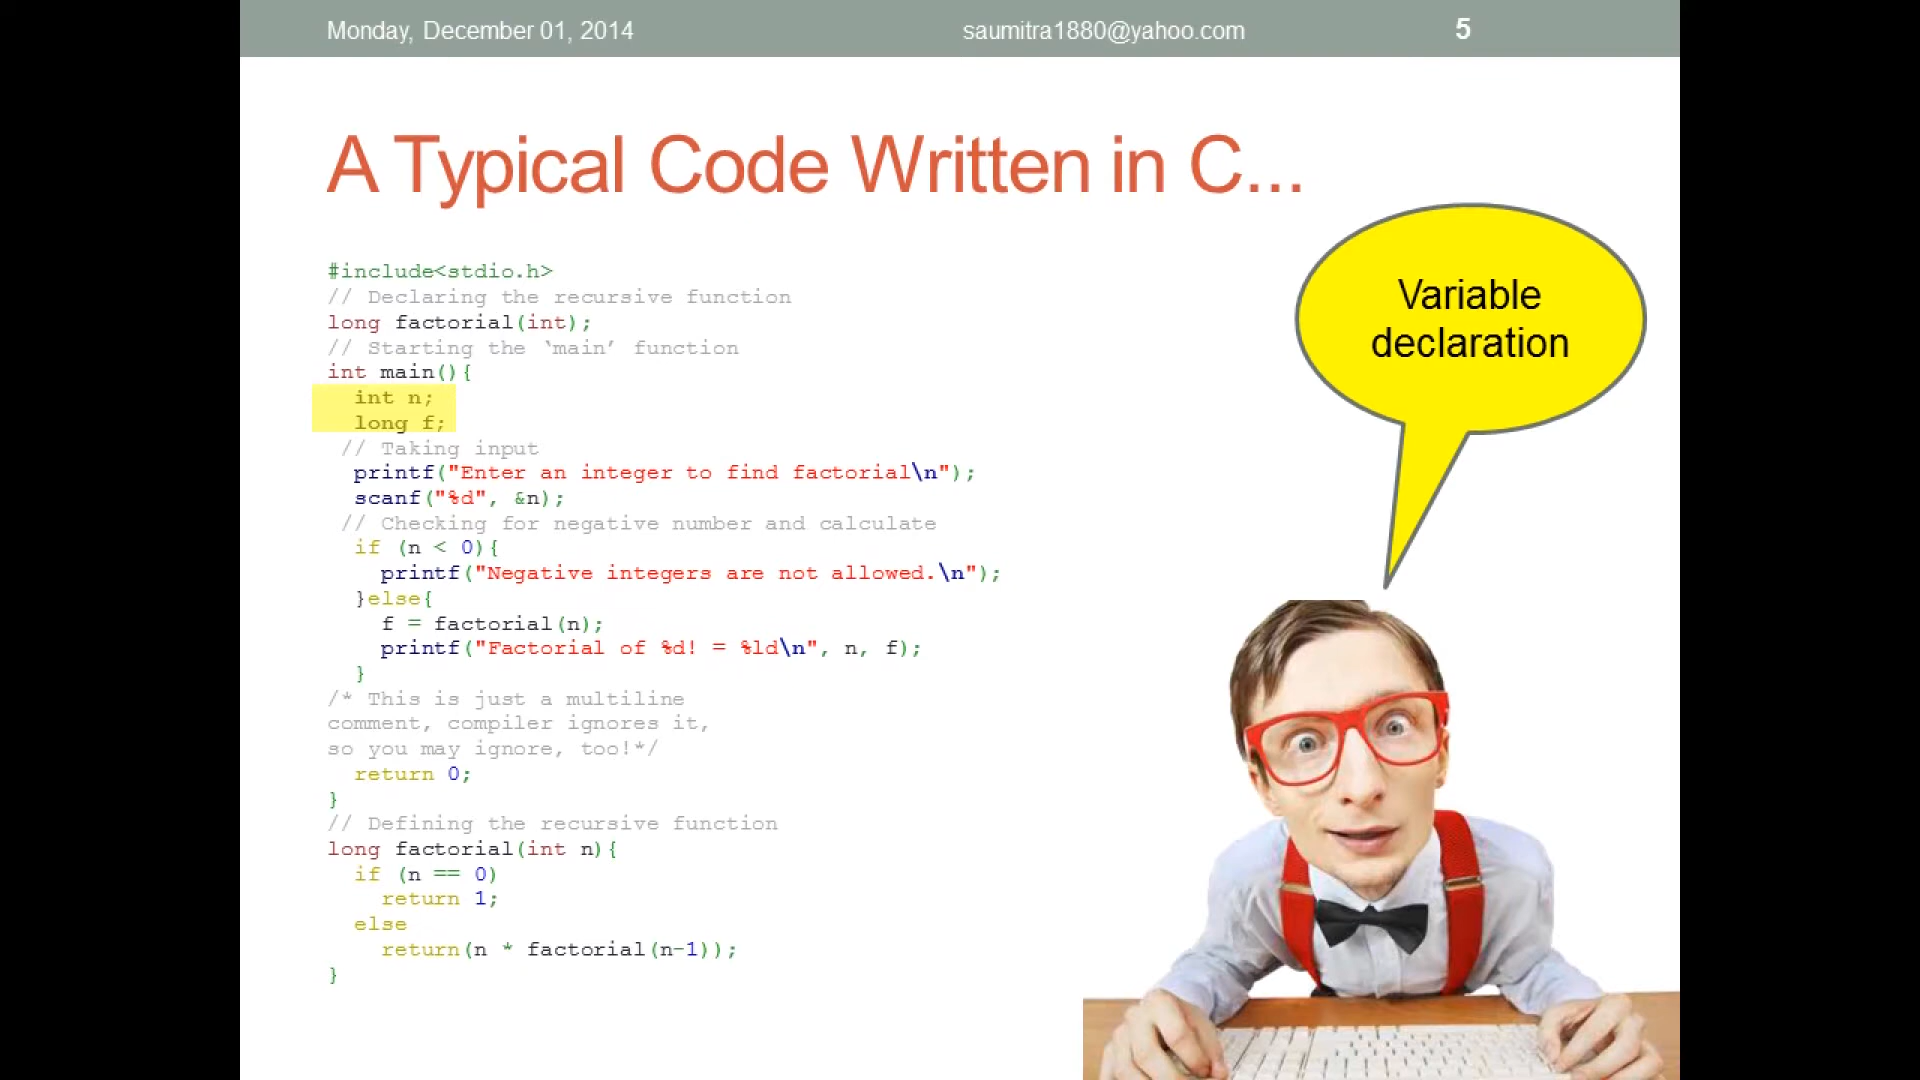 Monday, December 01, 2014 saumitra1880@yahoo.com 5
A Typical Code Written in C...
#include<stdio.h>
// Declaring the recursive function
long factorial(int);
// Starting the ‘main’ function
int main(){
int n;
long f;
// Taking input
printf("Enter an integer to find factorial\n");
scanf("%d", &n);
// Checking for negative number and calculate
if (n < 0){
printf("Negative integers are not allowed.\n");
}else{
f = factorial(n);
printf("Factorial of %d! = %ld\n", n, f);
}
/* This is just a multiline
comment, compiler ignores it,
so you may ignore, too!*/
return 0;
}
// Defining the recursive function
long factorial(int n){
if (n == 0)
return 1;
else
return(n * factorial(n-1));
}
Variable
declaration